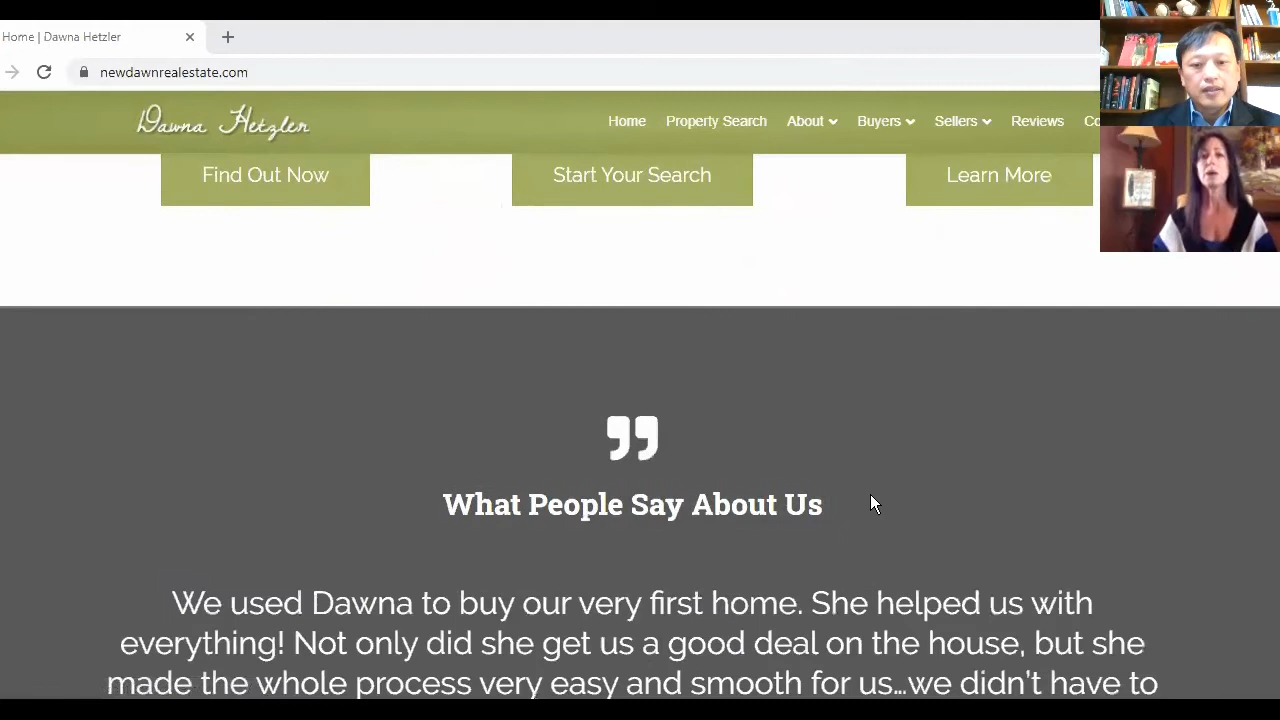 Home | Dawna Hetzler
newdawnrealestate.com
Dawna Hetzler
Home Property Search About Buyers Sellers Reviews
Find Out Now Start Your Search Learn More
What People Say About Us
We used Dawna to buy our very first home. She helped us with
everything! Not only did she get us a good deal on the house, but she
made the whole process very easy and smooth for us...we didn't have to